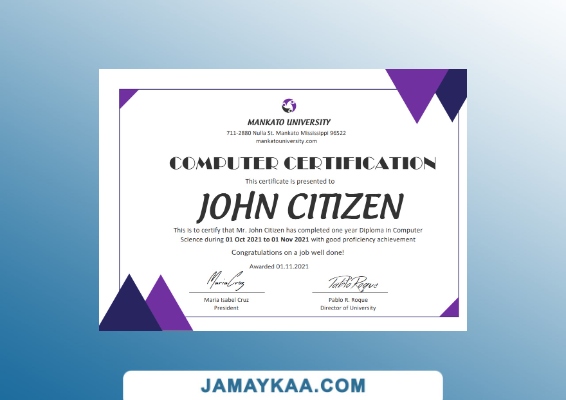 MANKATO UNIVERSITY
711-2880 Nulla St. Mankato Mississippi 96522
mankatouniversity.com
COMPUTER CERTIFICATION
This certificate is presented to
JOHN CITIZEN
This is to certify that Mr. John Citizen has completed one year Diploma in Computer
Science during 01 Oct 2021 to 01 Nov 2021 with good proficiency achievement
Congratulations on a job well done!
Awarded 01.11.2021
Maria Cruz Pablo Roque
Maria Isabel Cruz Pablo R. Roque
President Director of University
JAMAYKAA.COM